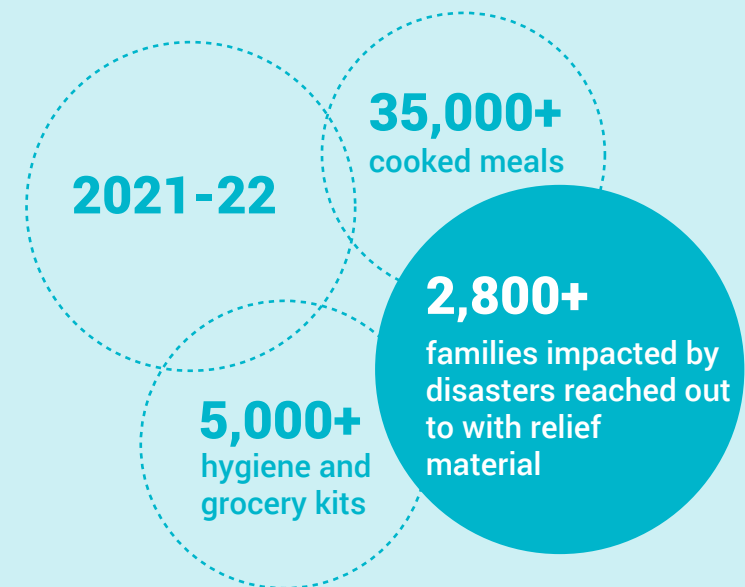 2021-22
35,000+
cooked meals
2,800+
families impacted by
disasters reached out
to with relief
material
5,000+
hygiene and
grocery kits